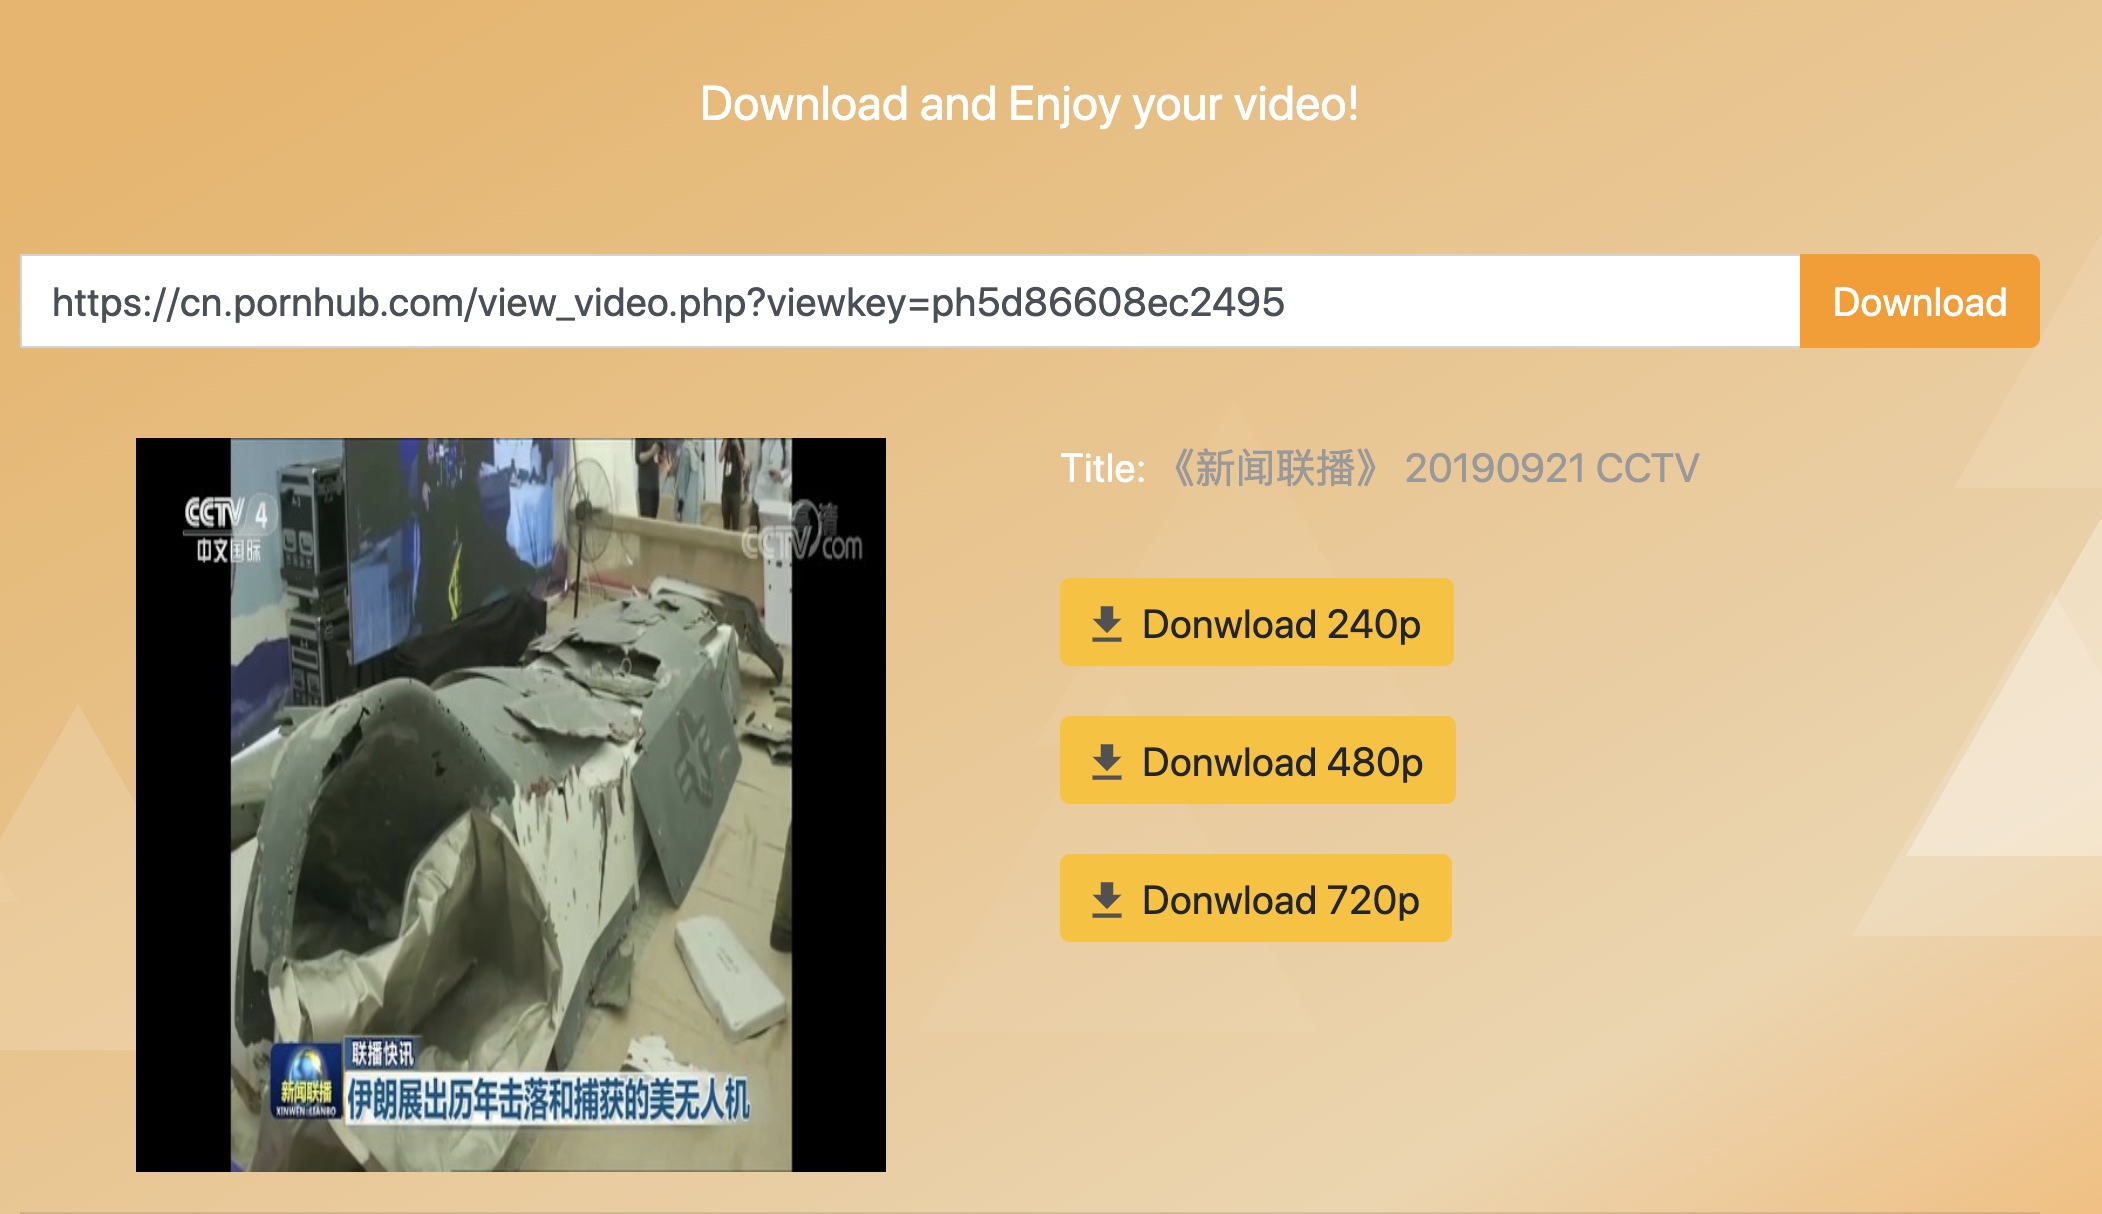 Download and Enjoy your video!
https://cn.pornhub.com/view_video.php?viewkey=ph5d86608ec2495
Download
Title: 《新闻联播》 20190921 CCTV
CCTV 4
中文国际
高清
CCTV.com
Donwload 240p
Donwload 480p
Donwload 720p
联播快讯
新闻联播
XINWEN LIANBO
伊朗展出历年击落和捕获的美无人机